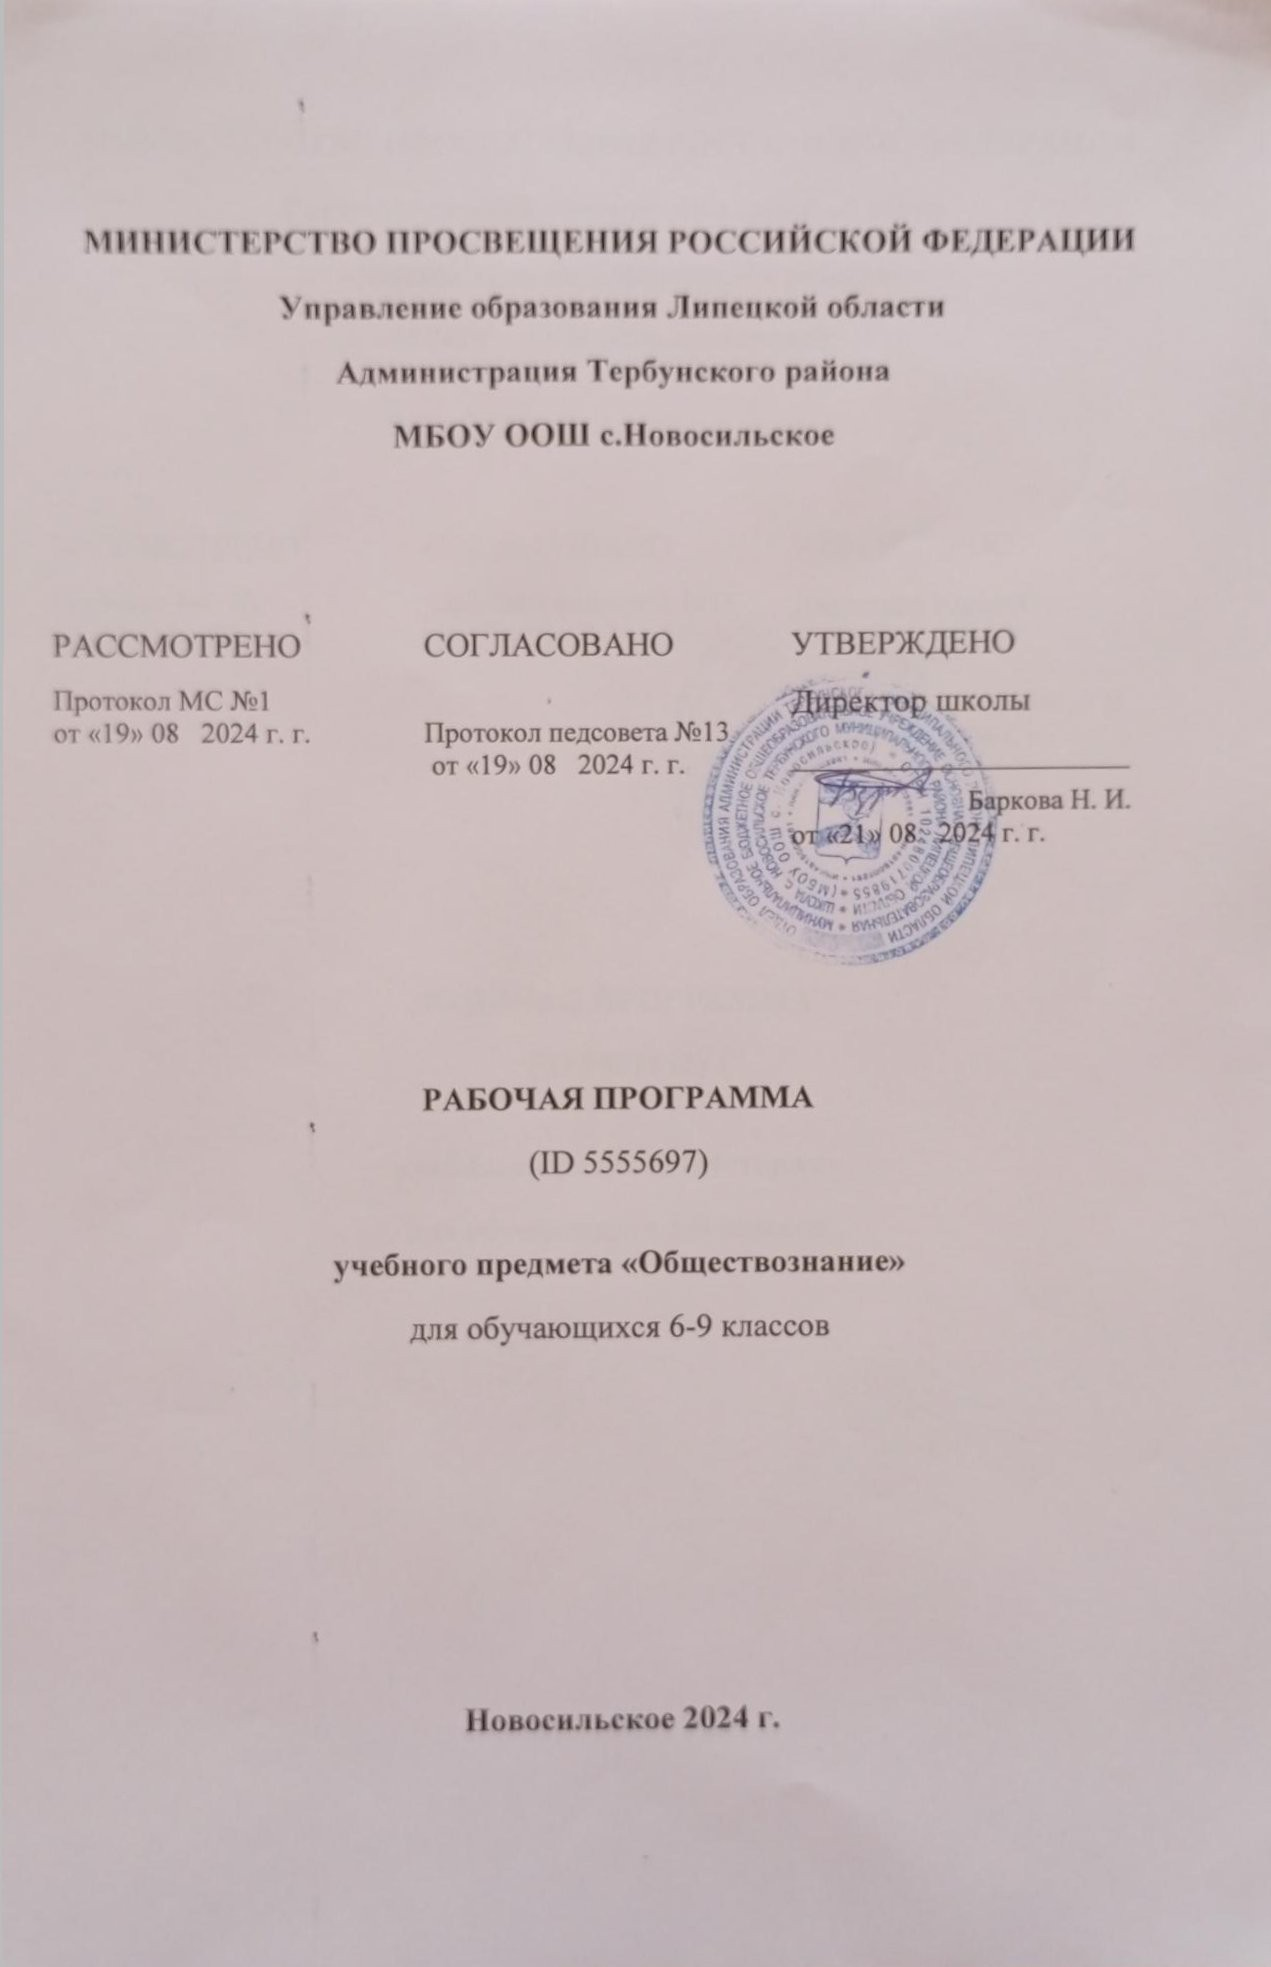 МИНИСТЕРСТВО ПРОСВЕЩЕНИЯ РОССИЙСКОЙ ФЕДЕРАЦИИ
Управление образования Липецкой области
Администрация Тербунского района
МБОУ ООШ с.Новосильское
РАССМОТРЕНО
Протокол МС №1
от «19» 08 2024 г. г.
СОГЛАСОВАНО
Протокол педсовета №13
от «19» 08 2024 г. г.
УТВЕРЖДЕНО
Директор школы
Баркова Н. И.
от «21» 08 2024 г. г.
РАБОЧАЯ ПРОГРАММА
(ID 5555697)
учебного предмета «Обществознание»
для обучающихся 6-9 классов
Новосильское 2024 г.